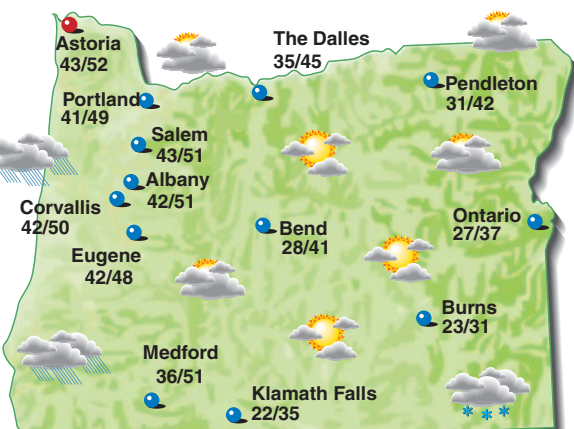 Astoria
43/52
The Dalles
35/45
Pendleton
31/42
Portland
41/49
Salem
43/51
Albany
42/51
Corvallis
42/50
Eugene
42/48
Bend
28/41
Ontario
27/37
Burns
23/31
Medford
36/51
Klamath Falls
22/35